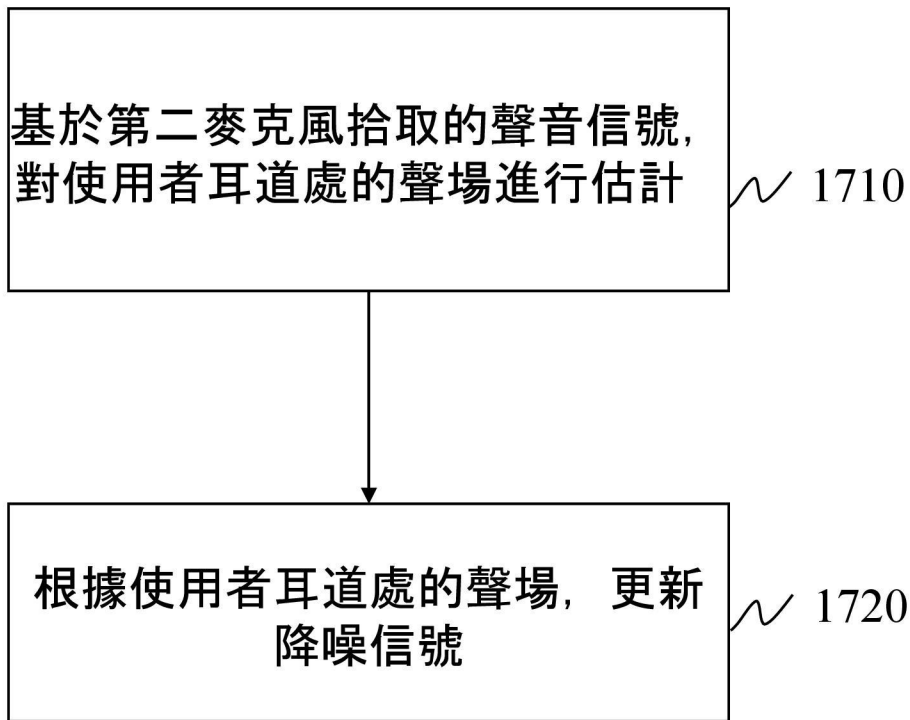 基於第二麥克風拾取的聲音信號,
對使用者耳道處的聲場進行估計
1710
根據使用者耳道處的聲場, 更新
降噪信號
1720